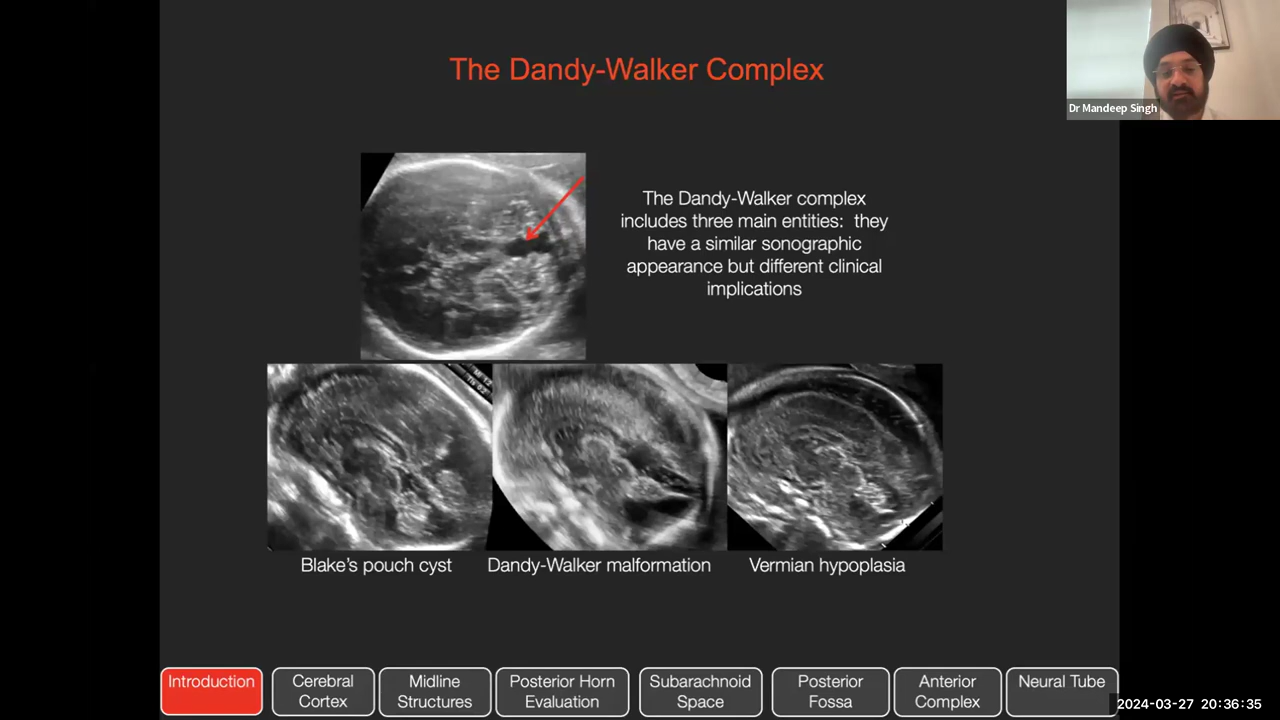 The Dandy-Walker Complex
Dr Mandeep Singh
The Dandy-Walker complex
includes three main entities: they
have a similar sonographic
appearance but different clinical
implications
Blake's pouch cyst
Dandy-Walker malformation
Vermian hypoplasia
Introduction
Cerebral
Cortex
Midline
Structures
Posterior Horn
Evaluation
Subarachnoid
Space
Posterior
Fossa
Anterior
Complex
Neural Tube
2024-03-27 20:36:35